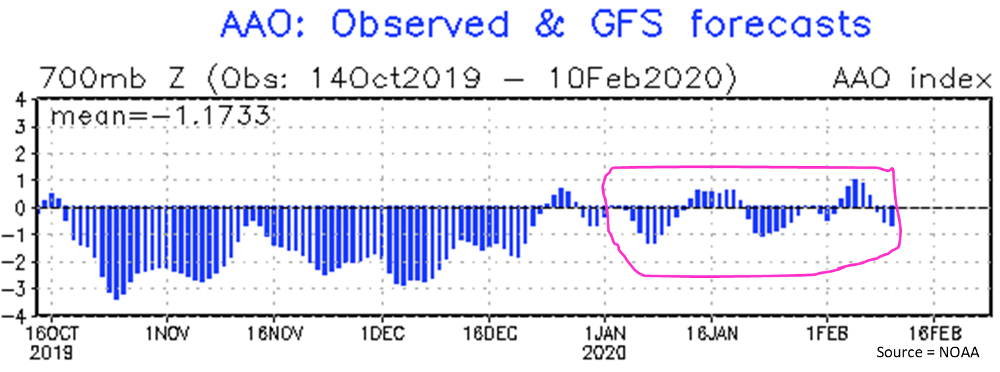 AAO: Observed & GFS forecasts
700mb Z (Obs: 14Oct2019 – 10Feb2020) AAO index
mean=−1.1733
4
3
2
1
0
−1
−2
−3
−4
16OCT 1NOV 16NOV 1DEC 16DEC 1JAN 16JAN 1FEB 16FEB
2019 2020
Source = NOAA